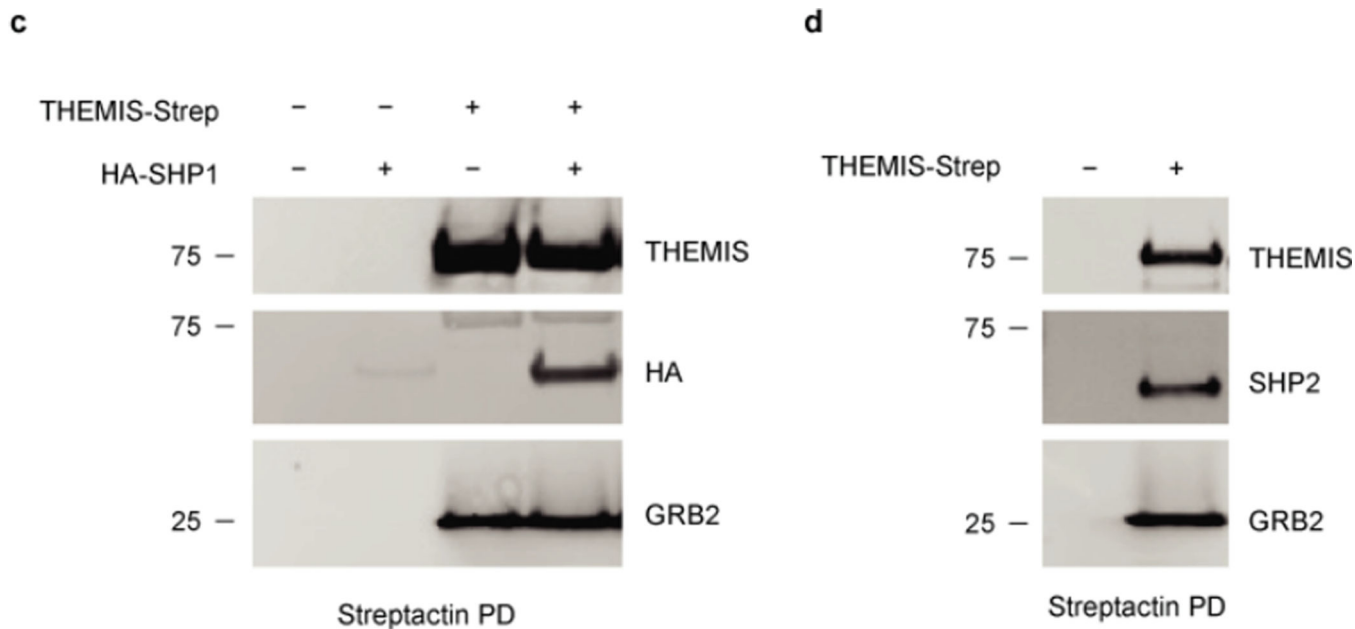 c
THEMIS-Strep − − + +
HA-SHP1 − + − +
75 − THEMIS
75 −
HA
25 − GRB2
Streptactin PD
d
THEMIS-Strep − +
75 − THEMIS
75 −
SHP2
25 − GRB2
Streptactin PD